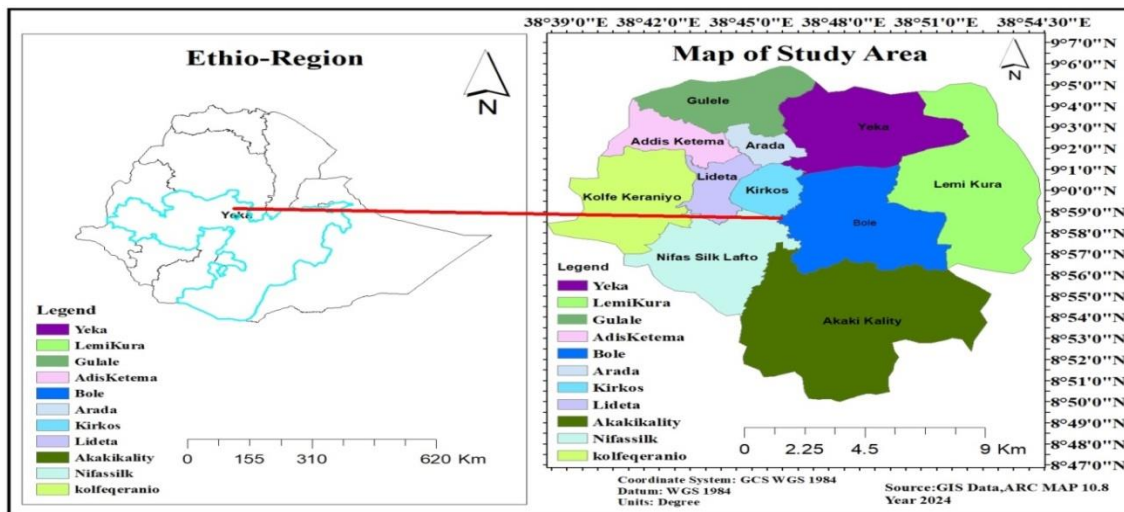 Ethio-Region
N
Yeka
Legend
Yeka
LemiKura
Gulale
AdisKetema
Bole
Arada
Kirkos
Lideta
Akakikality
Nifassilk
kolfeqeranio
0 155 310 620 Km
38°39'0"E 38°42'0"E 38°45'0"E 38°48'0"E 38°51'0"E 38°54'30"E
Map of Study Area
N
Gulele
Yeka
Addis Ketema
Arada
Lideta
Kirkos
Lemi Kura
Kolfe Keraniyo
Bole
Nifas Silk Lafto
Akaki Kality
9°7'0"N
9°6'0"N
9°5'0"N
9°4'0"N
9°3'0"N
9°2'0"N
9°1'0"N
9°0'0"N
8°59'0"N
8°58'0"N
8°57'0"N
8°56'0"N
8°55'0"N
8°54'0"N
8°53'0"N
8°52'0"N
8°51'0"N
8°50'0"N
8°49'0"N
8°48'0"N
8°47'0"N
Legend
Yeka
LemiKura
Gulale
AdisKetema
Bole
Arada
Kirkos
Lideta
Akakikality
Nifassilk
kolfeqeranio
0 2.25 4.5 9 Km
Coordinate System: GCS WGS 1984
Datum: WGS 1984
Units: Degree
Source:GIS Data,ARC MAP 10.8
Year 2024